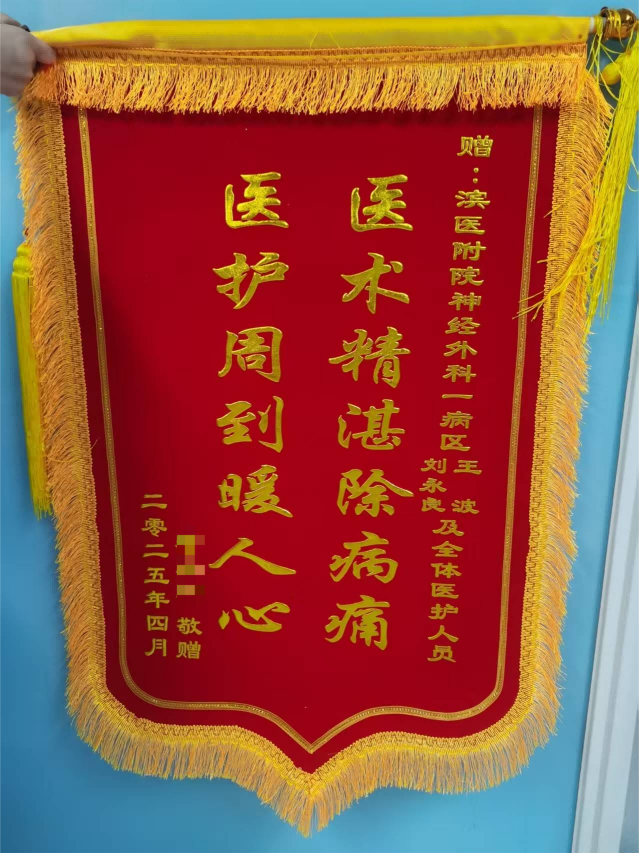 赠：滨医附院神经外科一病区王波刘永良及全体医护人员
医术精湛除病痛
医护周到暖人心
敬赠
二零二五年四月